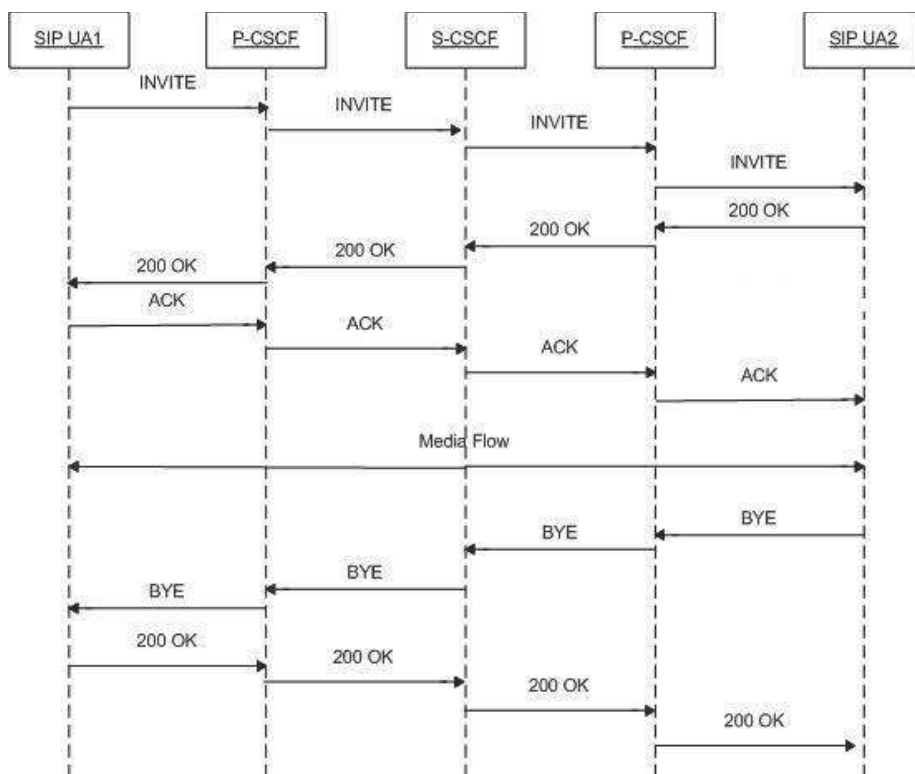 SIP UA1
P-CSCF
S-CSCF
P-CSCF
SIP UA2
INVITE
INVITE
INVITE
INVITE
200 OK
200 OK
200 OK
200 OK
ACK
ACK
ACK
ACK
Media Flow
BYE
BYE
BYE
BYE
200 OK
200 OK
200 OK
200 OK